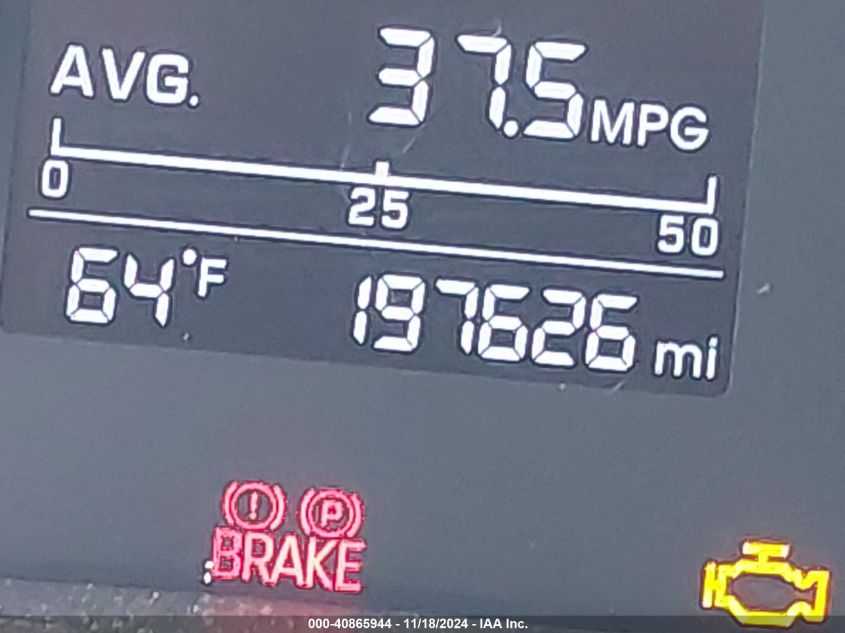 AVG. 37.5 MPG
0 25 50
64°F 197626 mi
! P
BRAKE
000-40865944 - 11/18/2024 - IAA Inc.